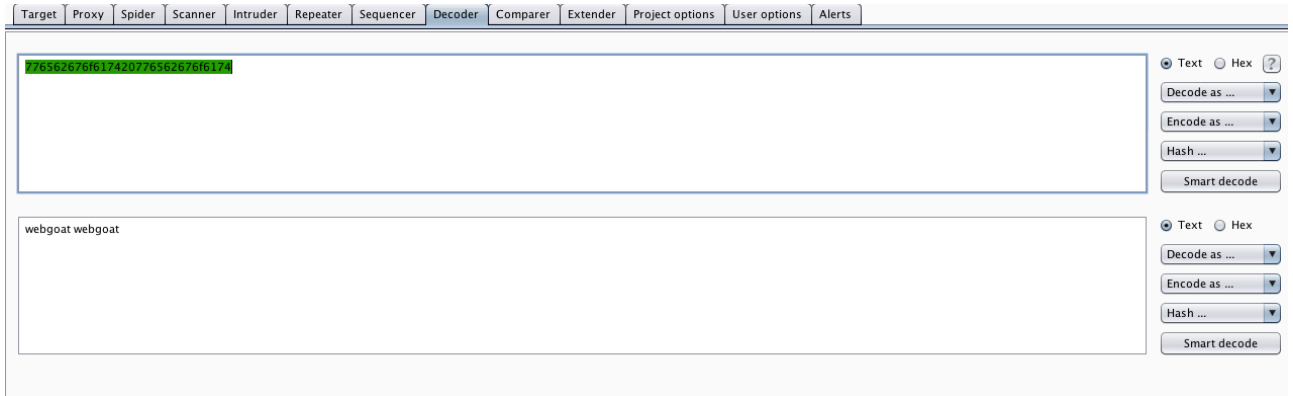 Target Proxy Spider Scanner Intruder Repeater Sequencer Decoder Comparer Extender Project options User options Alerts
776562676f617420776562676f6174
Text Hex ?
Decode as ...
Encode as ...
Hash ...
Smart decode
webgoat webgoat
Text Hex
Decode as ...
Encode as ...
Hash ...
Smart decode